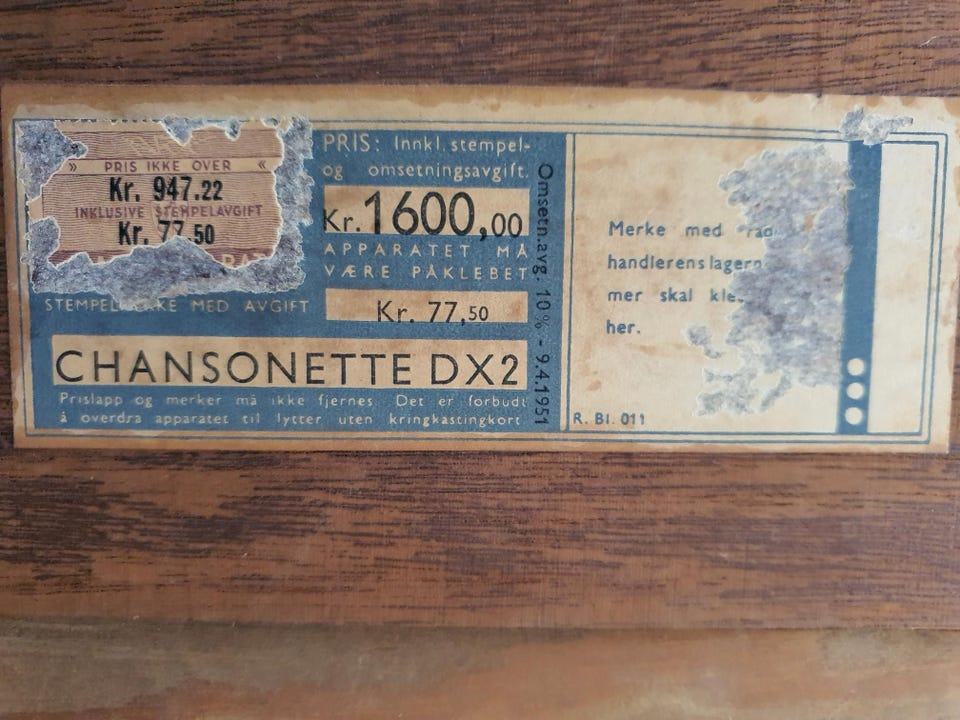 » PRIS IKKE OVER «
Kr. 947.22
INKLUSIVE STEMPELAVGIFT
Kr. 77.50
MED AVGIFT
CHANSONETTE DX2
Prislapp og merker må ikke fjernes. Det er forbudt
å overdra apparatet til lytter uten kringkastingkort
PRIS: Innkl. stempel-
og omsetningsavgift.
Kr. 1600,00
APPARATET MÅ
VÆRE PÅKLEBET
Kr. 77,50
Omsetn.avg. 10% - 9.4.1951
Merke med
handlerens
mer skal
her.
R. Bl. 011